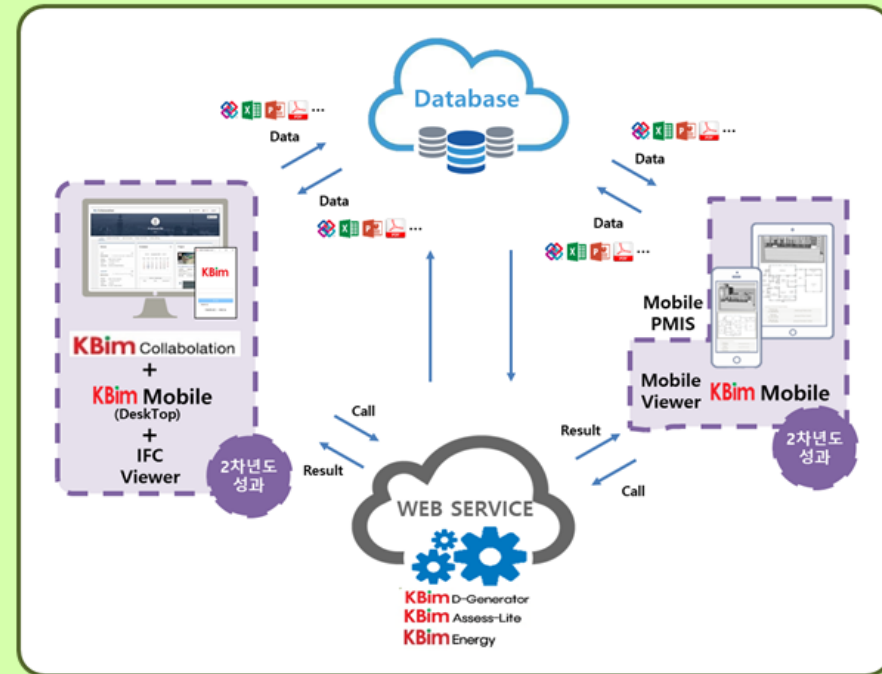 Database
...
Data
Data
...
...
Data
Data
...
KBim
KBim Collabolation
+
KBim Mobile
(DeskTop)
+
IFC
Viewer
2차년도
성과
Mobile
PMIS
Mobile
Viewer
KBim Mobile
2차년도
성과
Call
Result
Result
Call
WEB SERVICE
KBim D-Generator
KBim Assess-Lite
KBim Energy